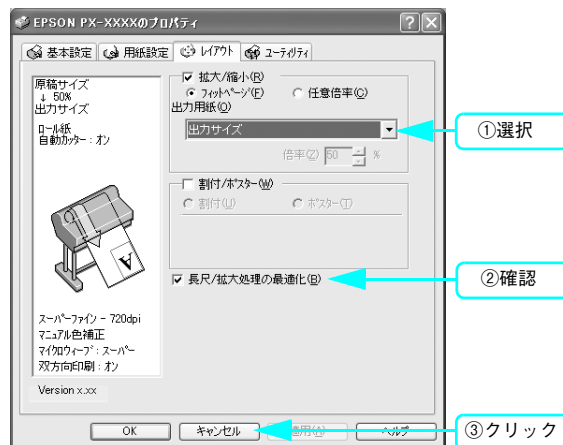 EPSON PX-XXXXのプロパティ
基本設定 用紙設定 レイアウト ユーティリティ
原稿サイズ
↓ 50%
出力サイズ
ロール紙
自動カッター : オン
スーパーファイン - 720dpi
マニュアル色補正
マイクロウィーブ : スーパー
双方向印刷 : オン
Version x.xx
拡大/縮小(R)
フィットページ(F) 任意倍率(C)
出力用紙(O)
出力サイズ
倍率(Z) 50 %
割付/ポスター(W)
割付(U) ポスター(T)
長尺/拡大処理の最適化(B)
OK キャンセル 適用(A) ヘルプ
①選択
②確認
③クリック